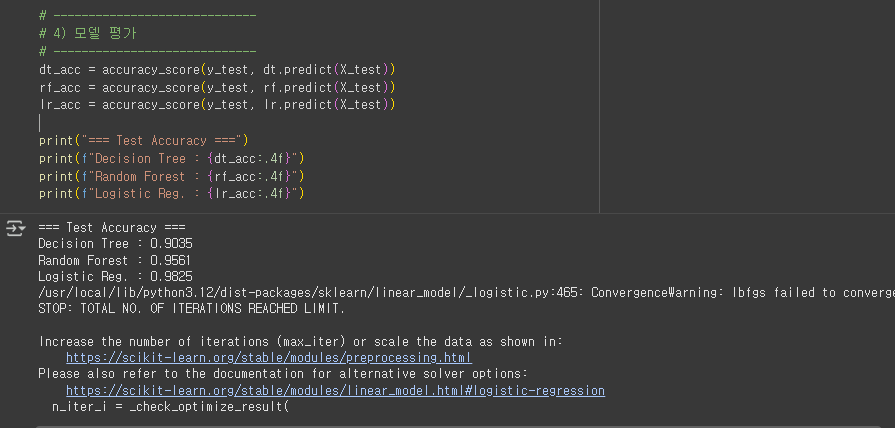 # ----------------------------
# 4) 모델 평가
# ----------------------------
dt_acc = accuracy_score(y_test, dt.predict(X_test))
rf_acc = accuracy_score(y_test, rf.predict(X_test))
lr_acc = accuracy_score(y_test, lr.predict(X_test))
print("=== Test Accuracy ===")
print(f"Decision Tree : {dt_acc:.4f}")
print(f"Random Forest : {rf_acc:.4f}")
print(f"Logistic Reg. : {lr_acc:.4f}")
=== Test Accuracy ===
Decision Tree : 0.9035
Random Forest : 0.9561
Logistic Reg. : 0.9825
/usr/local/lib/python3.12/dist-packages/sklearn/linear_model/_logistic.py:465: ConvergenceWarning: lbfgs failed to converge
STOP: TOTAL NO. OF ITERATIONS REACHED LIMIT.
Increase the number of iterations (max_iter) or scale the data as shown in:
https://scikit-learn.org/stable/modules/preprocessing.html
Please also refer to the documentation for alternative solver options:
https://scikit-learn.org/stable/modules/linear_model.html#logistic-regression
n_iter_i = _check_optimize_result(